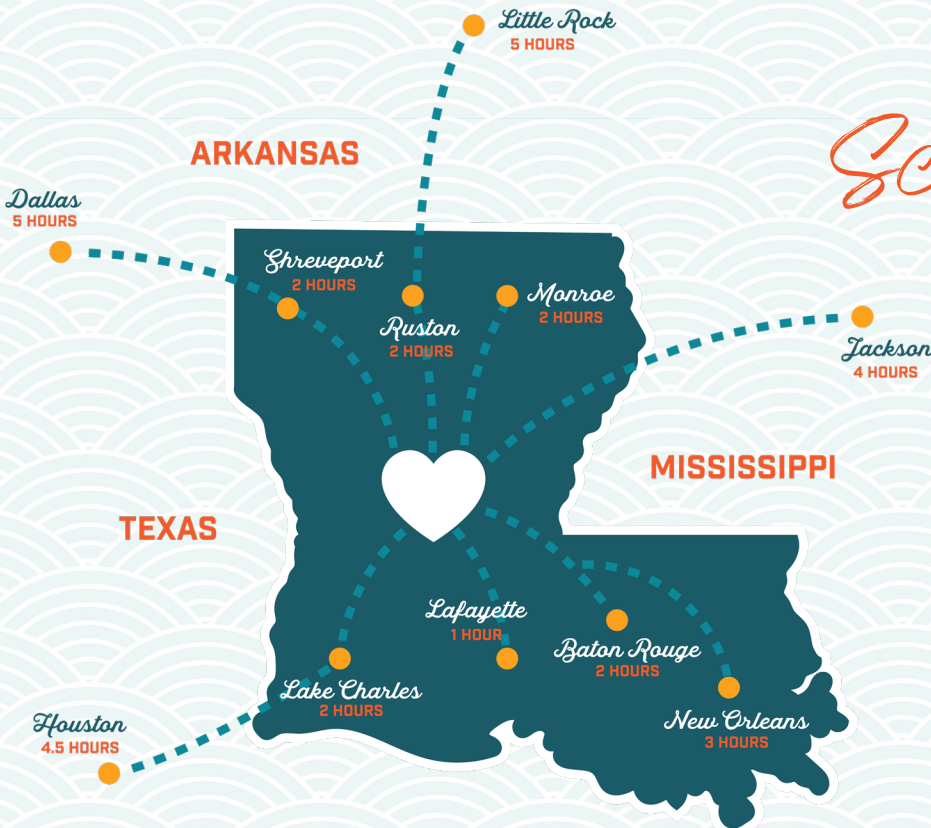 Little Rock
5 HOURS
ARKANSAS
Dallas
5 HOURS
Shreveport
2 HOURS
Monroe
2 HOURS
Ruston
2 HOURS
Jackson
4 HOURS
MISSISSIPPI
TEXAS
Lafayette
1 HOUR
Baton Rouge
2 HOURS
Lake Charles
2 HOURS
New Orleans
3 HOURS
Houston
4.5 HOURS